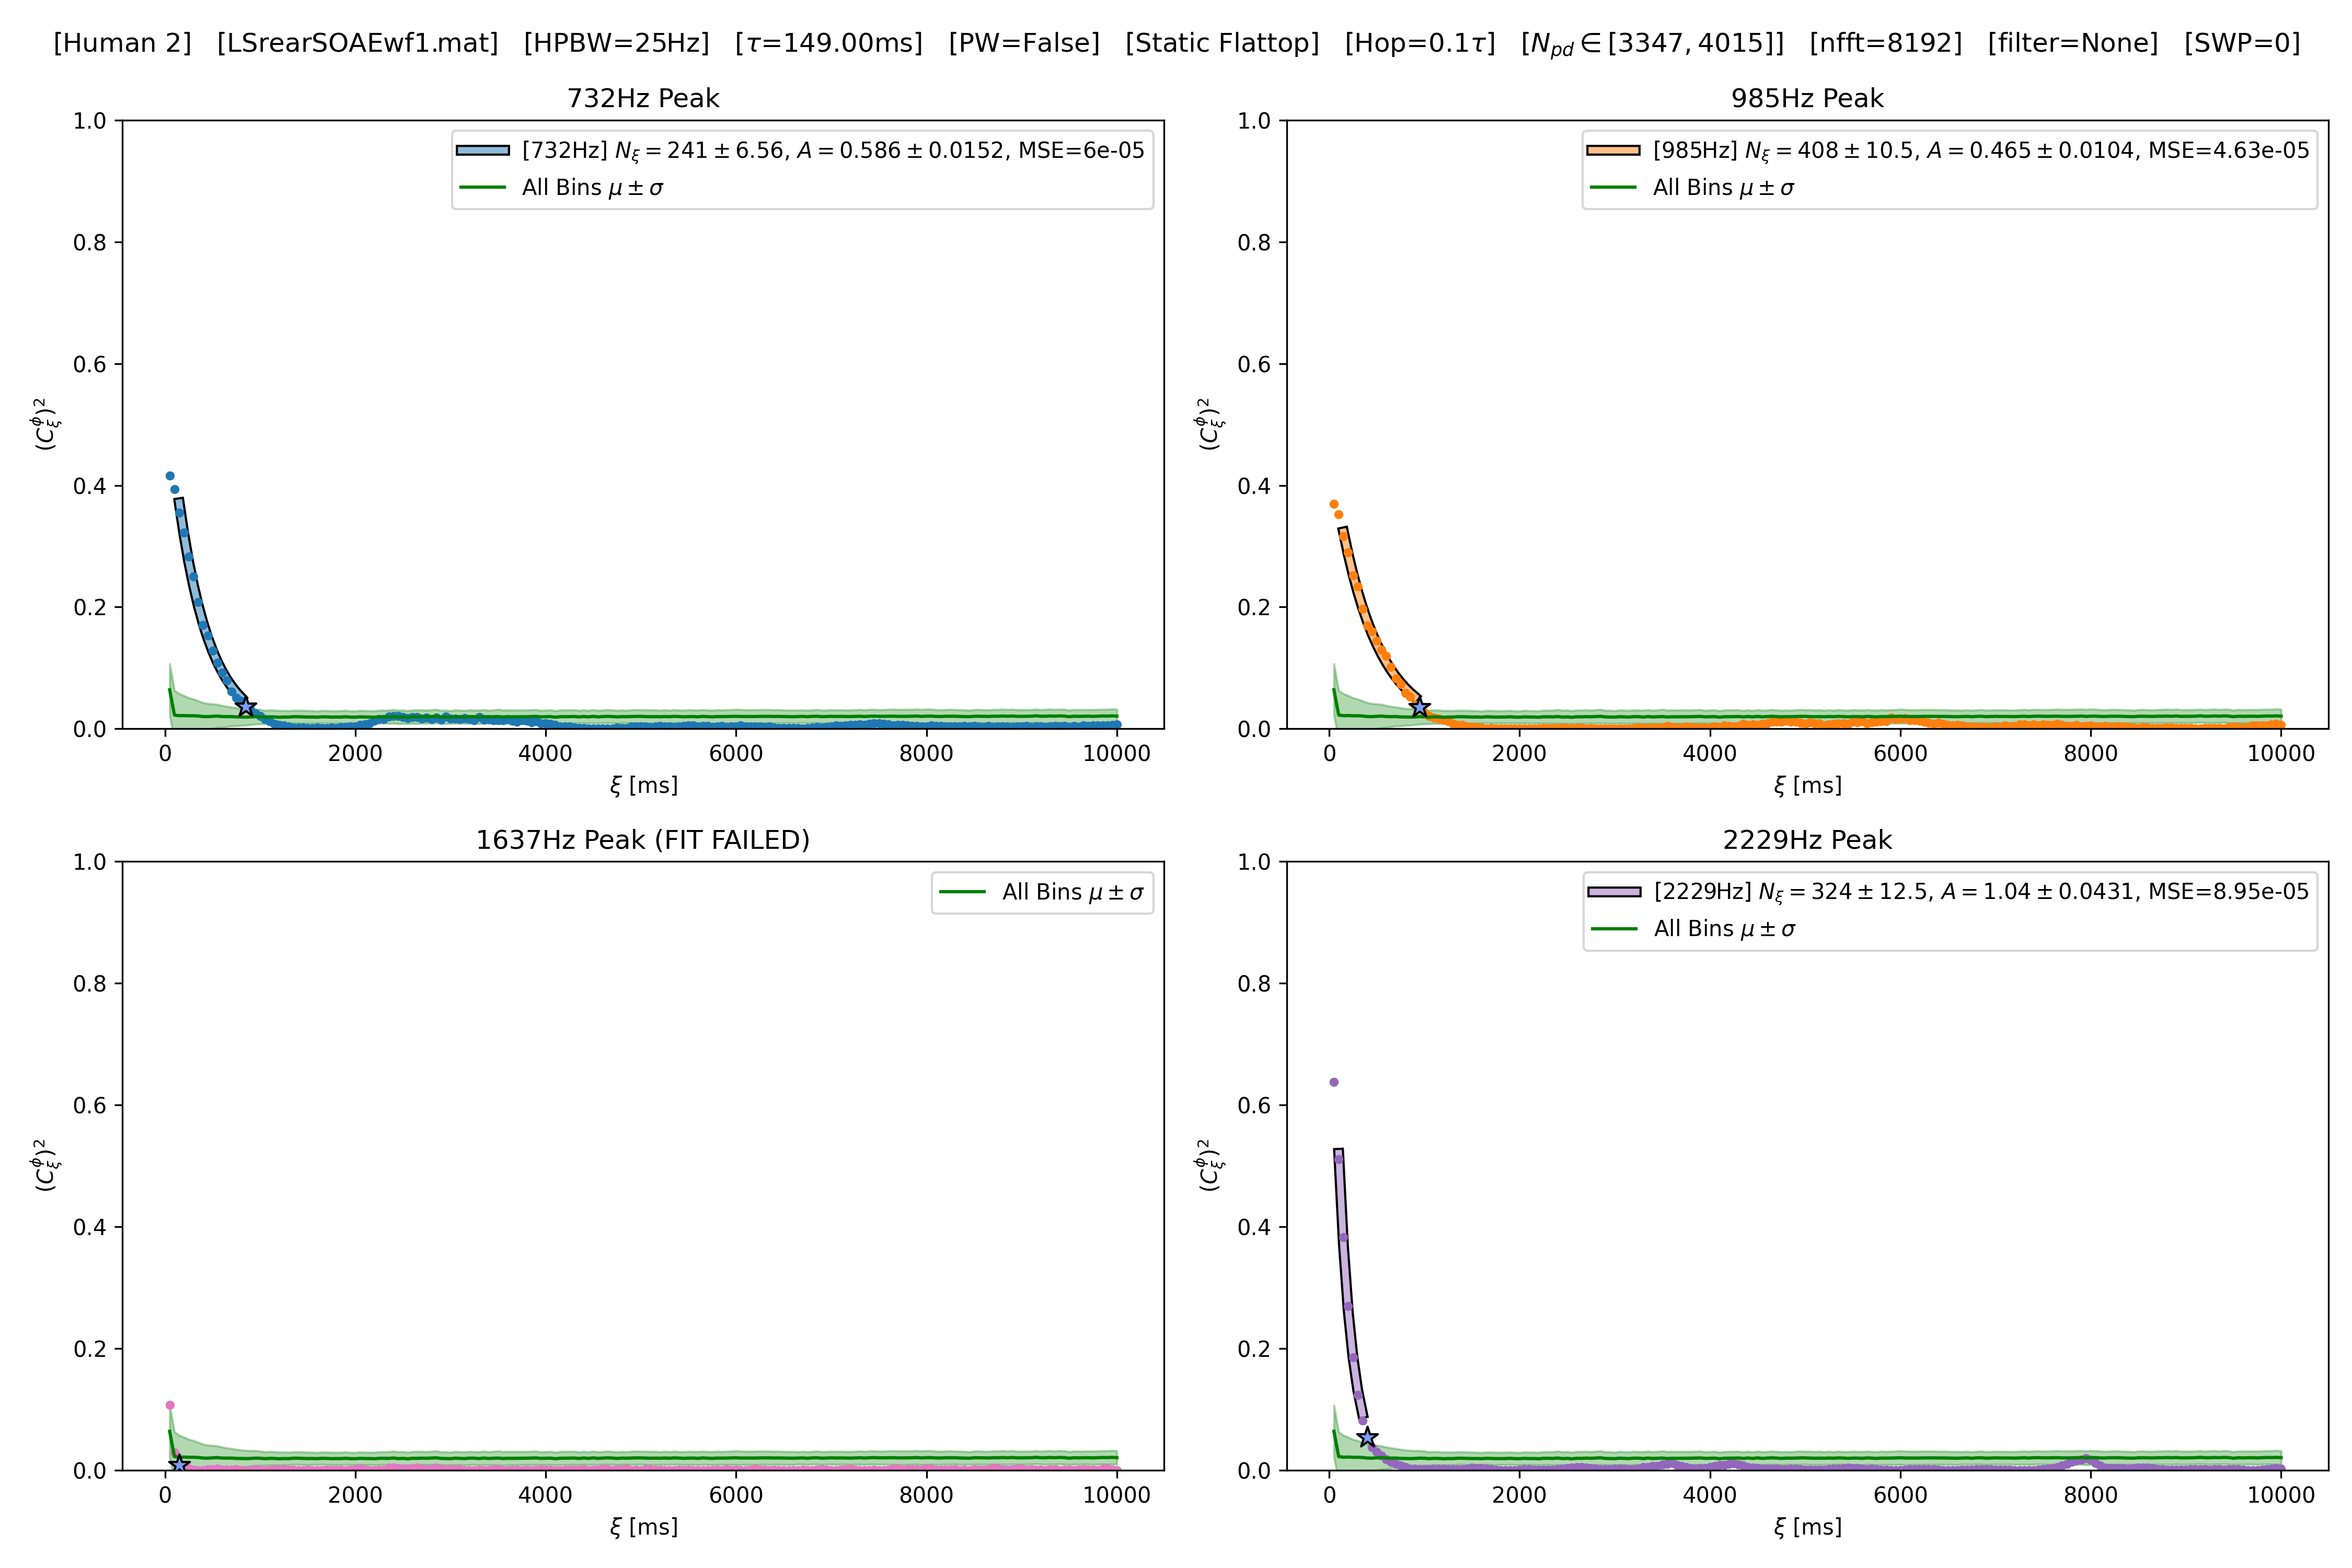 [Human 2] [LSrearSOAEwf1.mat] [HPBW=25Hz] [τ=149.00ms] [PW=False] [Static Flattop] [Hop=0.1τ] [N_pd ∈ [3347, 4015]] [nfft=8192] [filter=None] [SWP=0]
732Hz Peak
1.0
0.8
0.6
0.4
0.2
0.0
(C_ξ^ϕ)²
[732Hz] N_ξ = 241 ± 6.56, A = 0.586 ± 0.0152, MSE=6e-05
All Bins μ ± σ
0 2000 4000 6000 8000 10000
ξ [ms]
985Hz Peak
1.0
0.8
0.6
0.4
0.2
0.0
(C_ξ^ϕ)²
[985Hz] N_ξ = 408 ± 10.5, A = 0.465 ± 0.0104, MSE=4.63e-05
All Bins μ ± σ
0 2000 4000 6000 8000 10000
ξ [ms]
1637Hz Peak (FIT FAILED)
1.0
0.8
0.6
0.4
0.2
0.0
(C_ξ^ϕ)²
All Bins μ ± σ
0 2000 4000 6000 8000 10000
ξ [ms]
2229Hz Peak
1.0
0.8
0.6
0.4
0.2
0.0
(C_ξ^ϕ)²
[2229Hz] N_ξ = 324 ± 12.5, A = 1.04 ± 0.0431, MSE=8.95e-05
All Bins μ ± σ
0 2000 4000 6000 8000 10000
ξ [ms]